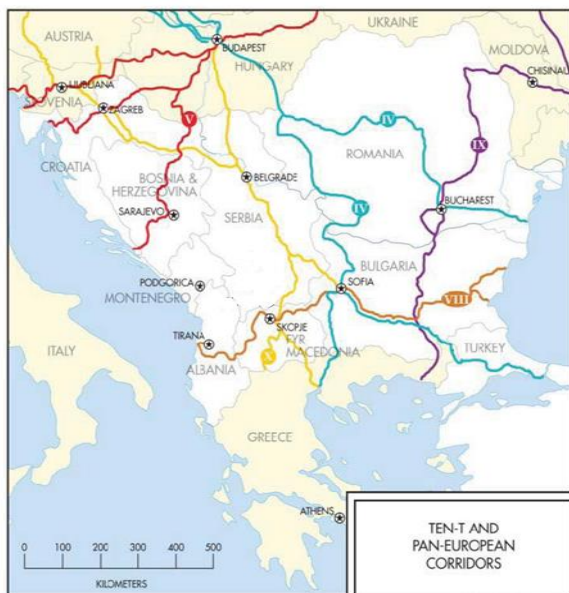 UKRAINE
AUSTRIA
MOLDOVA
BUDAPEST
HUNGARY
CHISINAU
LJUBLJANA
SLOVENIA
ZAGREB
V
IV
IX
ROMANIA
CROATIA
BOSNIA &
HERZEGOVINA
BELGRADE
SARAJEVO
SERBIA
IV
BUCHAREST
BULGARIA
PODGORICA
MONTENEGRO
SOFIA
VIII
SKOPJE
FYR
MACEDONIA
TIRANA
X
ITALY
ALBANIA
TURKEY
GREECE
ATHENS
TEN-T AND
PAN-EUROPEAN
CORRIDORS
0 100 200 300 400 500
KILOMETERS